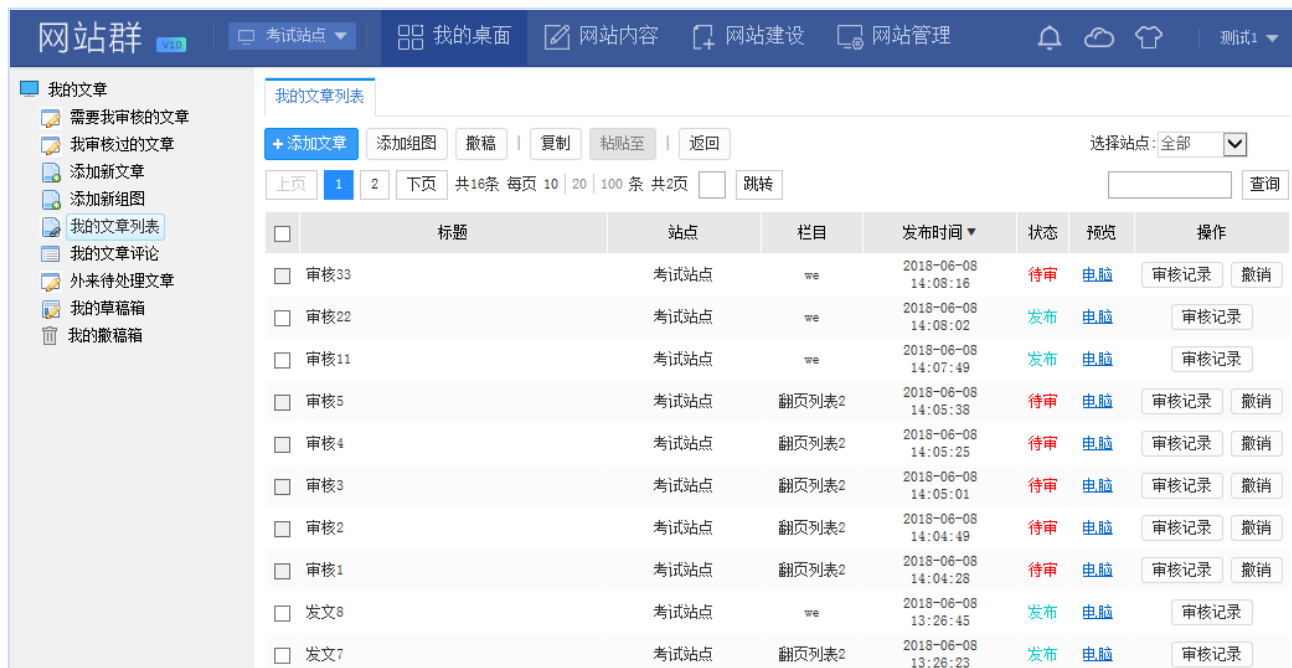 网站群 V10 考试站点 我的桌面 网站内容 网站建设 网站管理 测试1
我的文章
需要我审核的文章
我审核过的文章
添加新文章
添加新组图
我的文章列表
我的文章评论
外来待处理文章
我的草稿箱
我的撤稿箱
我的文章列表
+添加文章 添加组图 撤稿 | 复制 粘贴至 | 返回 选择站点: 全部
上页 1 2 下页 共16条 每页 10 | 20 | 100 条 共2页 跳转 查询
标题 站点 栏目 发布时间▼ 状态 预览 操作
审核33 考试站点 we 2018-06-08 14:08:16 待审 电脑 审核记录 撤销
审核22 考试站点 we 2018-06-08 14:08:02 发布 电脑 审核记录
审核11 考试站点 we 2018-06-08 14:07:49 发布 电脑 审核记录
审核5 考试站点 翻页列表2 2018-06-08 14:05:38 待审 电脑 审核记录 撤销
审核4 考试站点 翻页列表2 2018-06-08 14:05:25 待审 电脑 审核记录 撤销
审核3 考试站点 翻页列表2 2018-06-08 14:05:01 待审 电脑 审核记录 撤销
审核2 考试站点 翻页列表2 2018-06-08 14:04:49 待审 电脑 审核记录 撤销
审核1 考试站点 翻页列表2 2018-06-08 14:04:28 待审 电脑 审核记录 撤销
发文8 考试站点 we 2018-06-08 13:26:45 发布 电脑 审核记录
发文7 考试站点 翻页列表2 2018-06-08 13:26:23 发布 电脑 审核记录